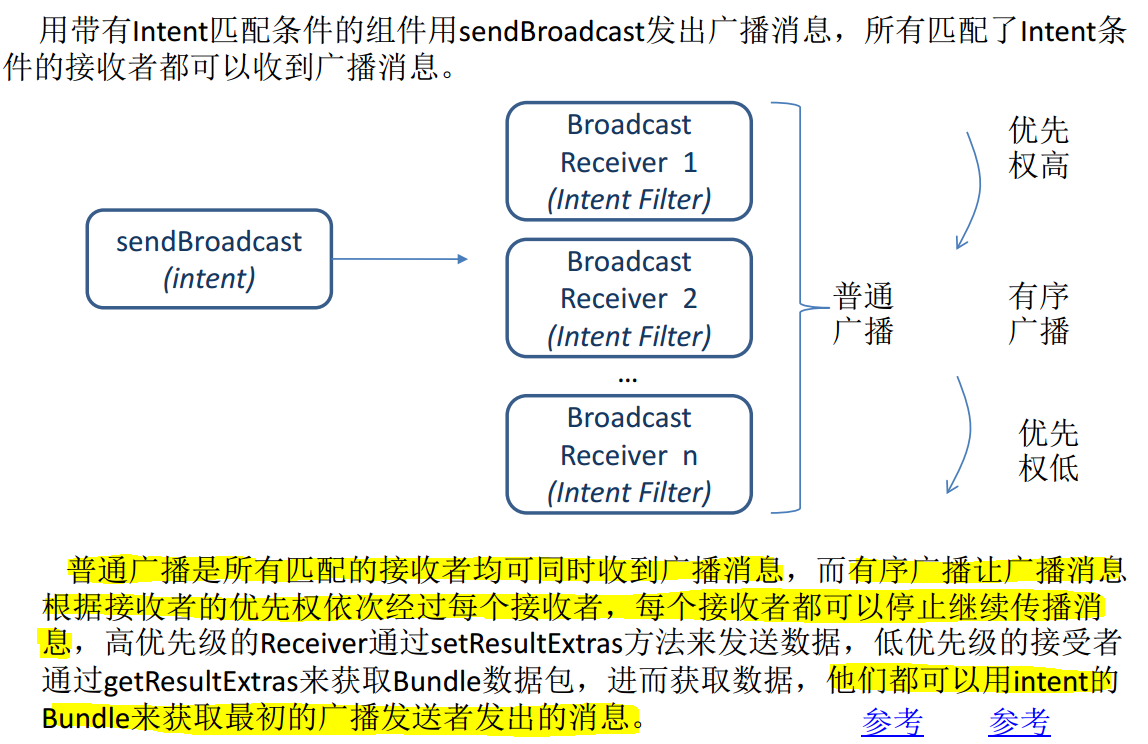 用带有Intent匹配条件的组件用sendBroadcast发出广播消息，所有匹配了Intent条
件的接收者都可以收到广播消息。
sendBroadcast
(intent)
Broadcast
Receiver 1
(Intent Filter)
Broadcast
Receiver 2
(Intent Filter)
...
Broadcast
Receiver n
(Intent Filter)
普通
广播
优先
权高
有序
广播
优先
权低
普通广播是所有匹配的接收者均可同时收到广播消息，而有序广播让广播消息
根据接收者的优先权依次经过每个接收者，每个接收者都可以停止继续传播消
息，高优先级的Receiver通过setResultExtras方法来发送数据，低优先级的接受者
通过getResultExtras来获取Bundle数据包，进而获取数据，他们都可以用intent的
Bundle来获取最初的广播发送者发出的消息。
参考 参考